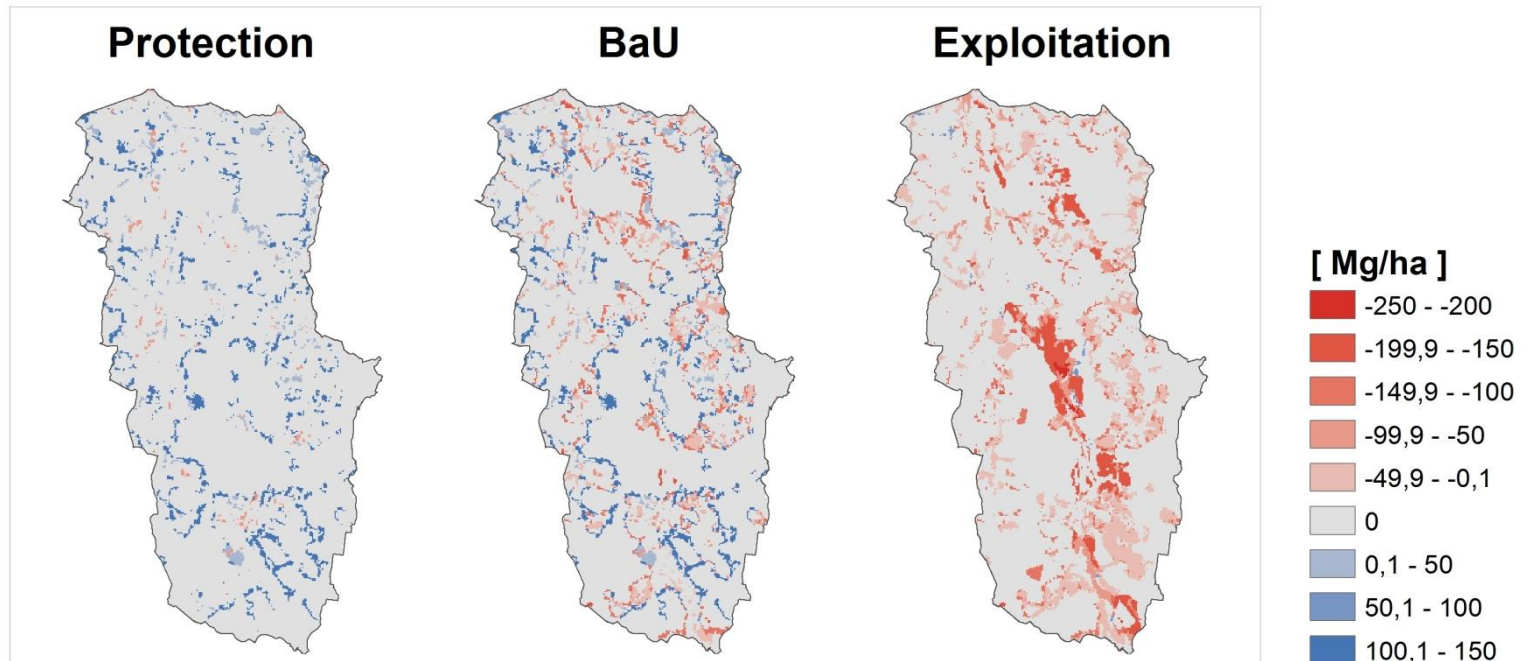 Protection BaU Exploitation
[ Mg/ha ]
-250 - -200
-199,9 - -150
-149,9 - -100
-99,9 - -50
-49,9 - -0,1
0
0,1 - 50
50,1 - 100
100,1 - 150